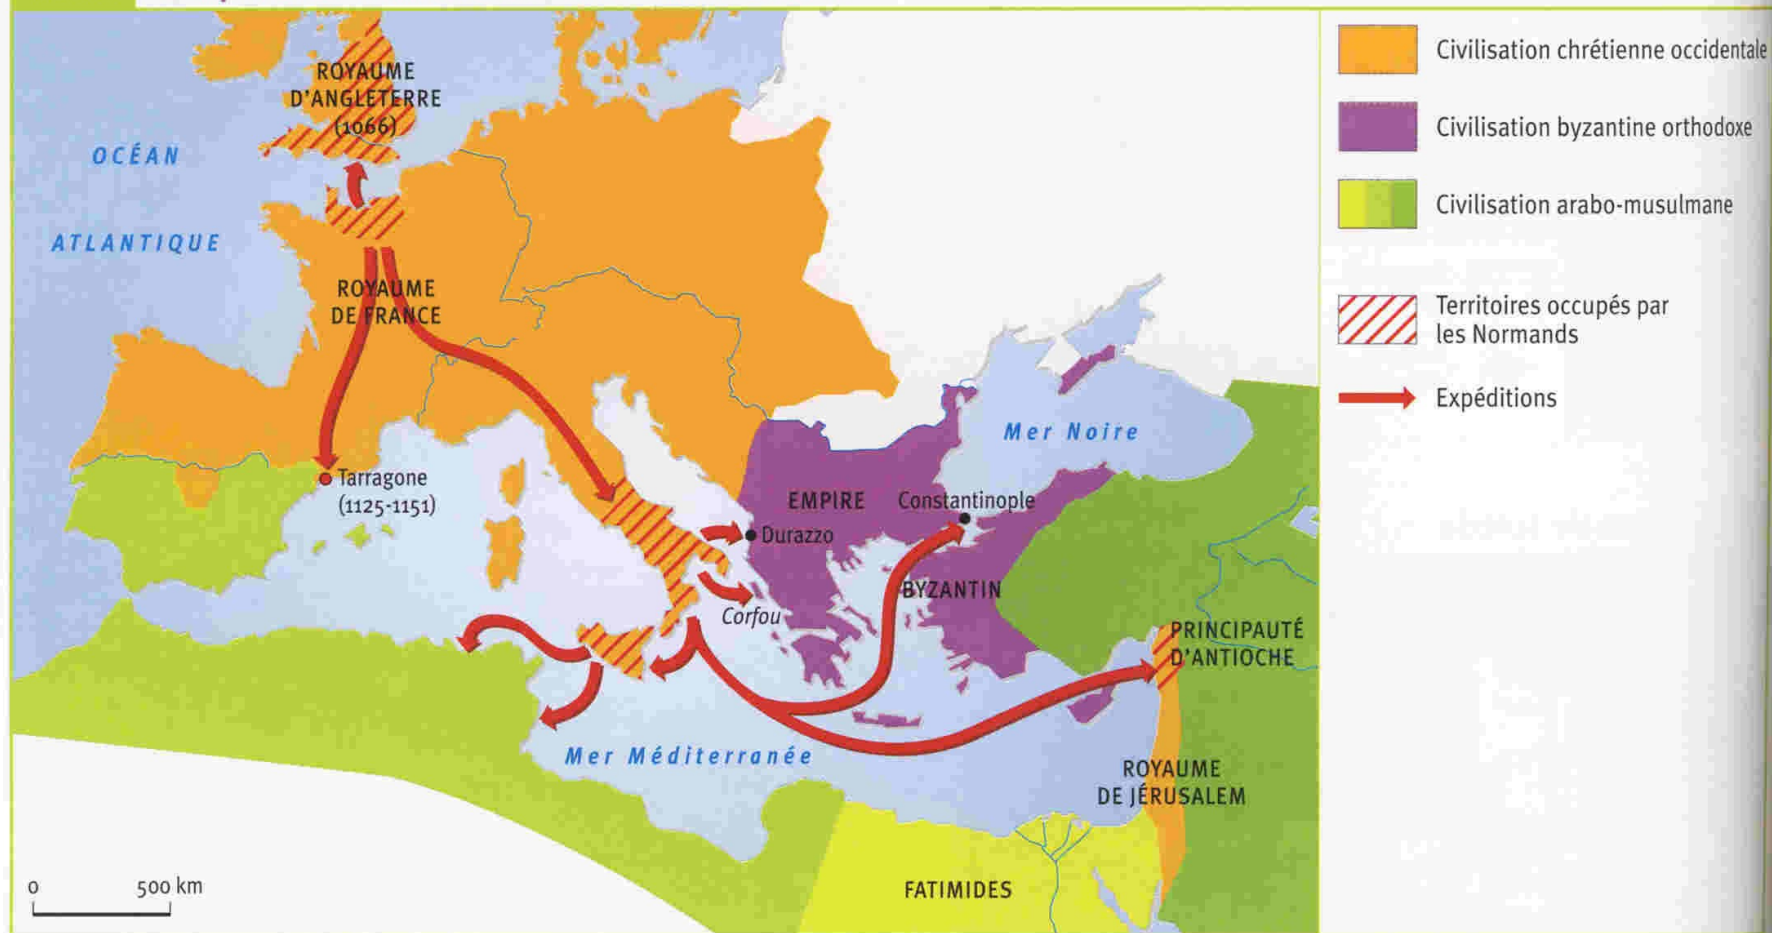 ROYAUME
D'ANGLETERRE
(1066)
OCÉAN
ATLANTIQUE
ROYAUME
DE FRANCE
Mer Noire
Tarragone
(1125-1151)
EMPIRE
Constantinople
Durazzo
BYZANTIN
Corfou
PRINCIPAUTÉ
D'ANTIOCHE
Mer Méditerranée
ROYAUME
DE JÉRUSALEM
FATIMIDES
0 500 km
Civilisation chrétienne occidentale
Civilisation byzantine orthodoxe
Civilisation arabo-musulmane
Territoires occupés par
les Normands
Expéditions